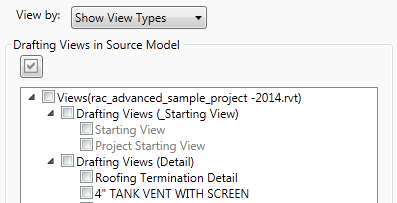 View by: Show View Types
Drafting Views in Source Model
Views(rac_advanced_sample_project -2014.rvt)
Drafting Views (_Starting View)
Starting View
Project Starting View
Drafting Views (Detail)
Roofing Termination Detail
4" TANK VENT WITH SCREEN